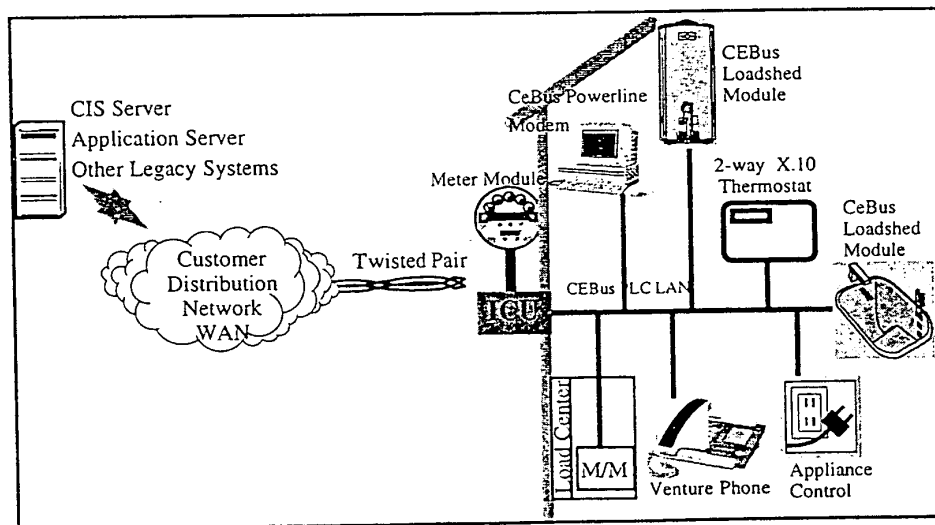 CIS Server
Application Server
Other Legacy Systems
Customer
Distribution
Network
WAN
Twisted Pair
Meter Module
ICU
CeBus Powerline
Modem
CEBus
Loadshed
Module
2-way X.10
Thermostat
CeBus
Loadshed
Module
CEBus PLC LAN
Load Center
M/M
Venture Phone
Appliance
Control